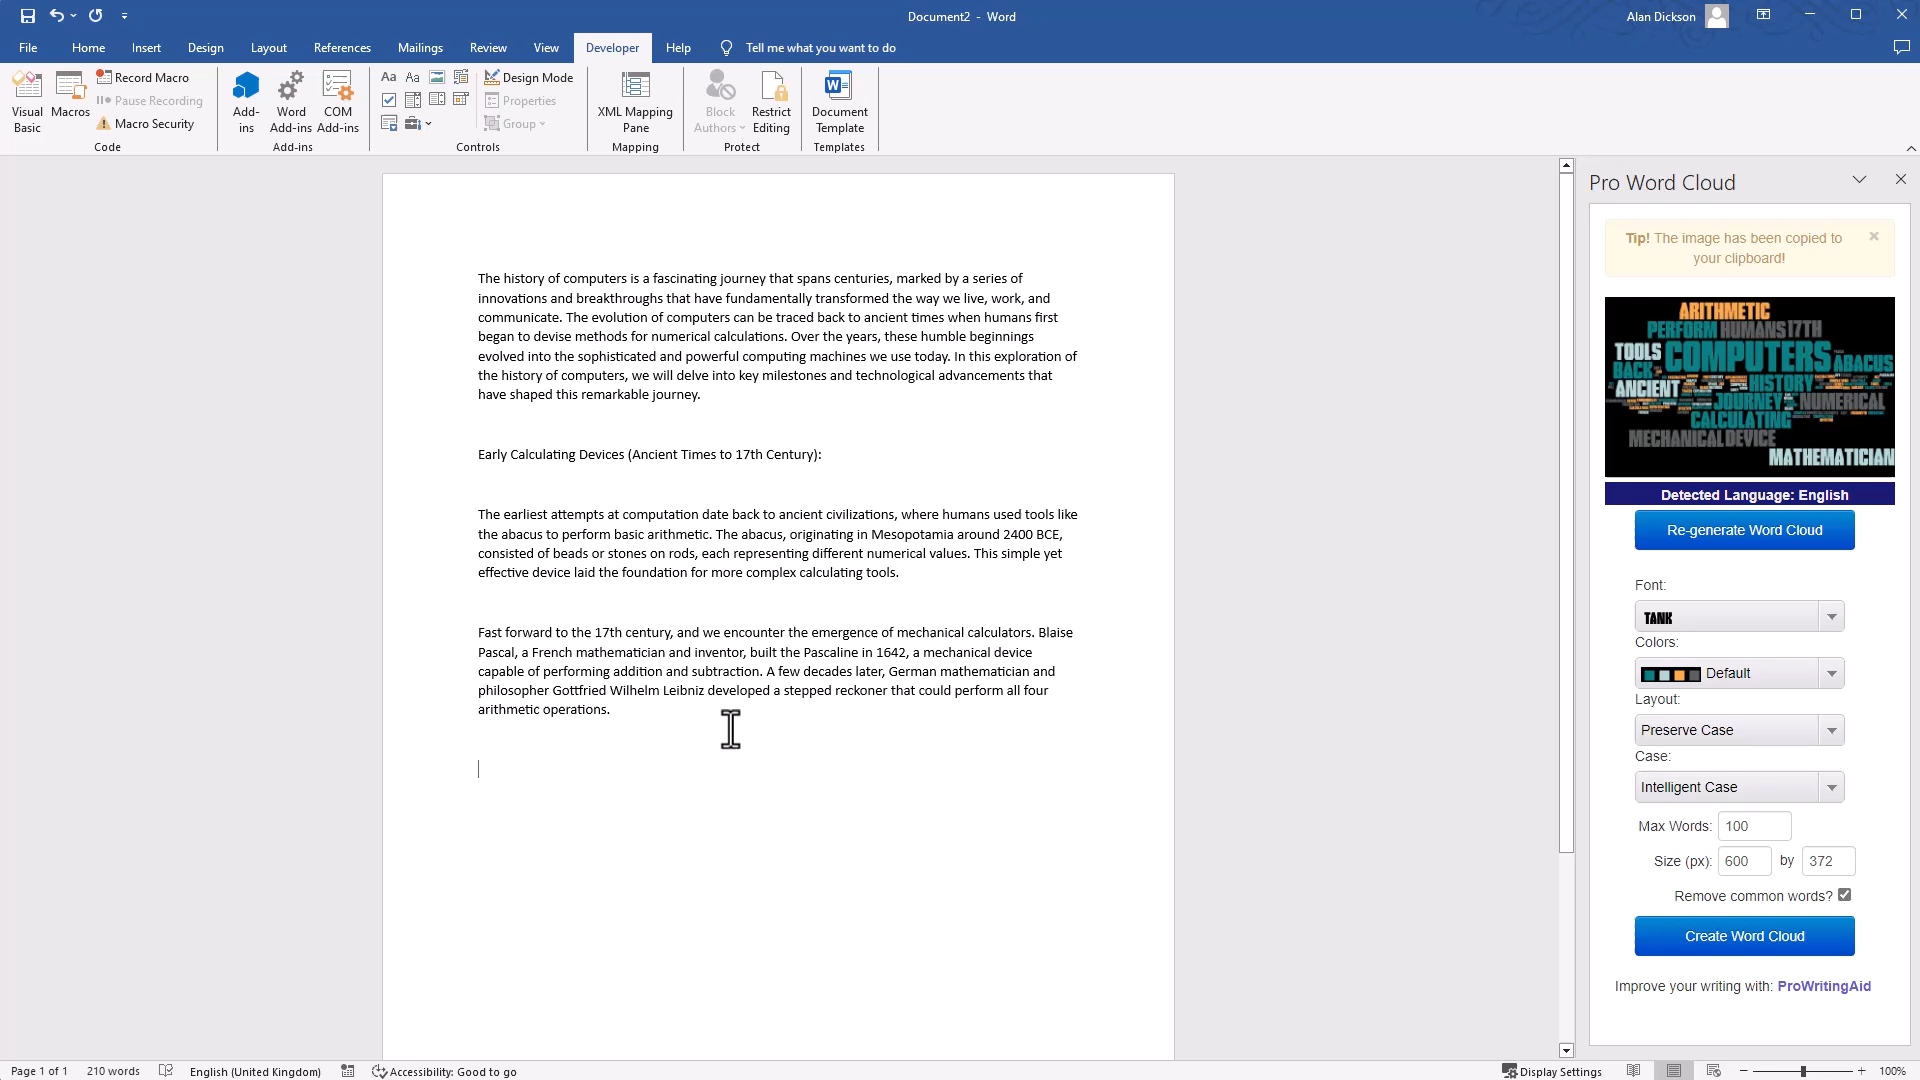 Document2 - Word
Alan Dickson
File Home Insert Design Layout References Mailings Review View Developer Help Tell me what you want to do
Visual Basic
Macros
Record Macro
Pause Recording
Macro Security
Code
Add-ins
Word Add-ins
COM Add-ins
Add-ins
Aa Aa
Design Mode
Properties
Group
Controls
XML Mapping Pane
Mapping
Block Authors
Restrict Editing
Protect
Document Template
Templates
The history of computers is a fascinating journey that spans centuries, marked by a series of
innovations and breakthroughs that have fundamentally transformed the way we live, work, and
communicate. The evolution of computers can be traced back to ancient times when humans first
began to devise methods for numerical calculations. Over the years, these humble beginnings
evolved into the sophisticated and powerful computing machines we use today. In this exploration of
the history of computers, we will delve into key milestones and technological advancements that
have shaped this remarkable journey.
Early Calculating Devices (Ancient Times to 17th Century):
The earliest attempts at computation date back to ancient civilizations, where humans used tools like
the abacus to perform basic arithmetic. The abacus, originating in Mesopotamia around 2400 BCE,
consisted of beads or stones on rods, each representing different numerical values. This simple yet
effective device laid the foundation for more complex calculating tools.
Fast forward to the 17th century, and we encounter the emergence of mechanical calculators. Blaise
Pascal, a French mathematician and inventor, built the Pascaline in 1642, a mechanical device
capable of performing addition and subtraction. A few decades later, German mathematician and
philosopher Gottfried Wilhelm Leibniz developed a stepped reckoner that could perform all four
arithmetic operations.
Pro Word Cloud
Tip! The image has been copied to
your clipboard!
ARITHMETIC
PERFORM HUMANS 17TH
TOOLS COMPUTERS ABACUS
BACK
ANCIENT HISTORY
JOURNEY NUMERICAL
CALCULATING
MECHANICAL DEVICE
MATHEMATICIAN
Detected Language: English
Re-generate Word Cloud
Font:
TANK
Colors:
Default
Layout:
Preserve Case
Case:
Intelligent Case
Max Words: 100
Size (px): 600 by 372
Remove common words?
Create Word Cloud
Improve your writing with: ProWritingAid
Page 1 of 1 210 words English (United Kingdom) Accessibility: Good to go Display Settings 100%